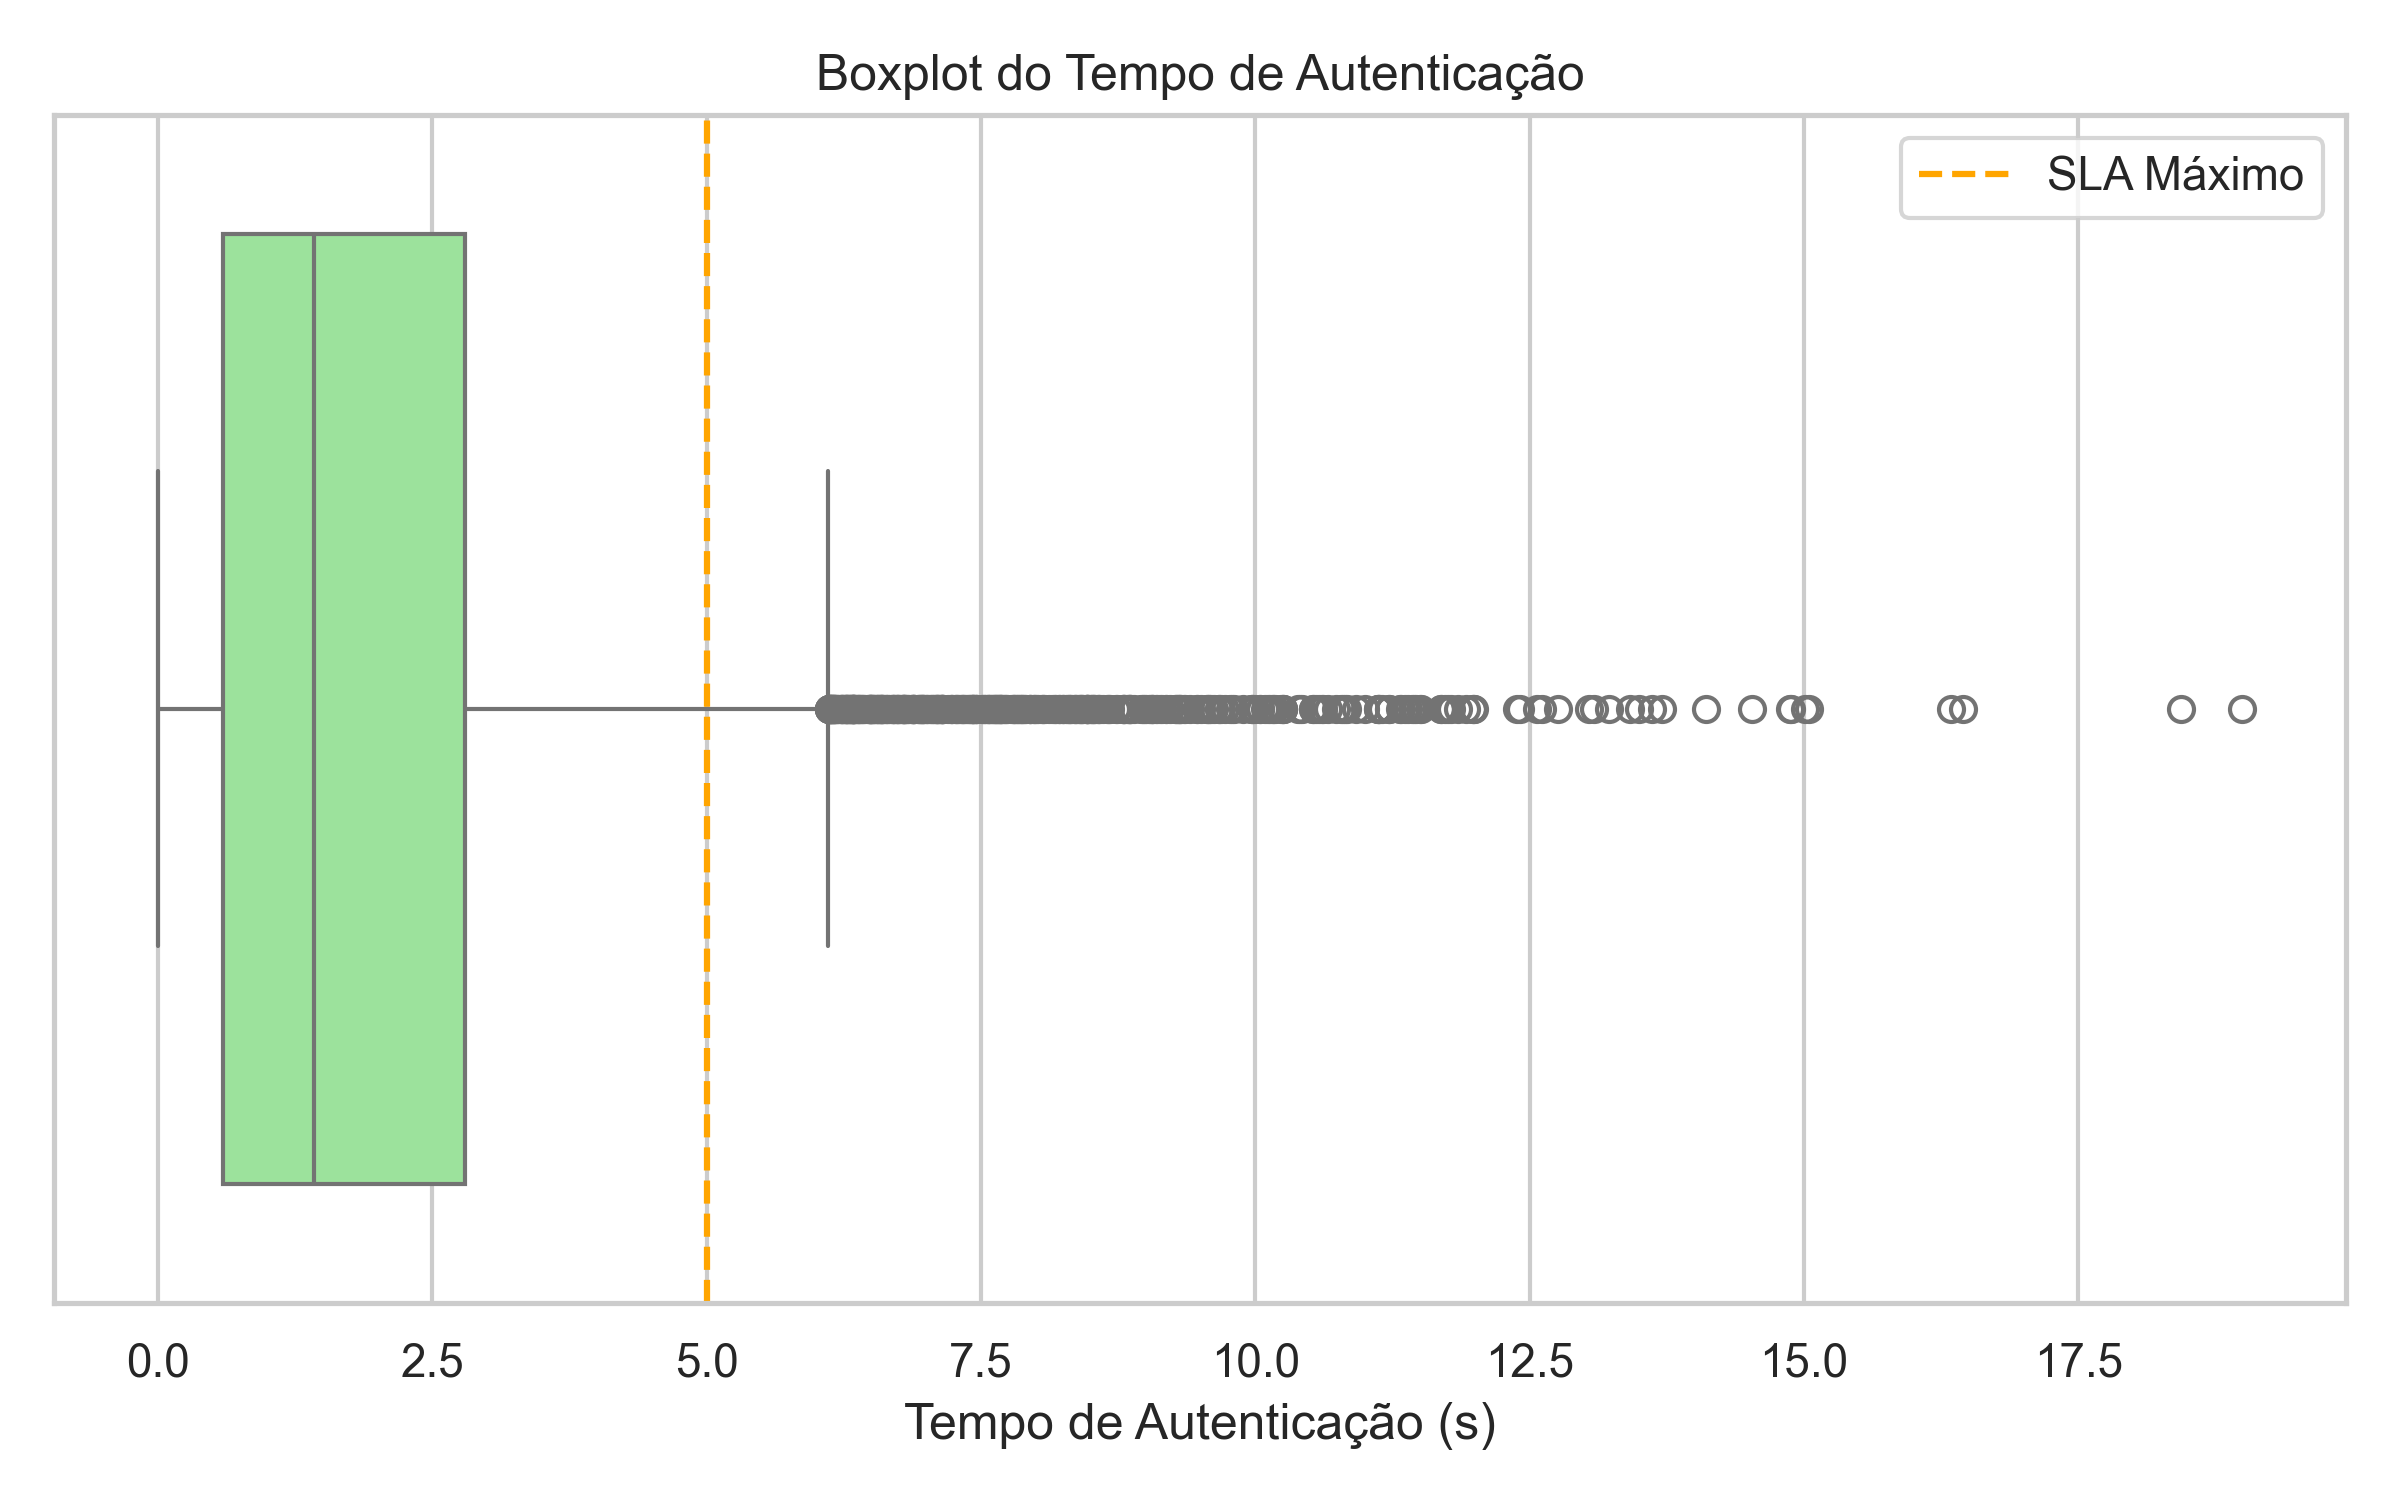 Boxplot do Tempo de Autenticação
SLA Máximo
0.0 2.5 5.0 7.5 10.0 12.5 15.0 17.5
Tempo de Autenticação (s)